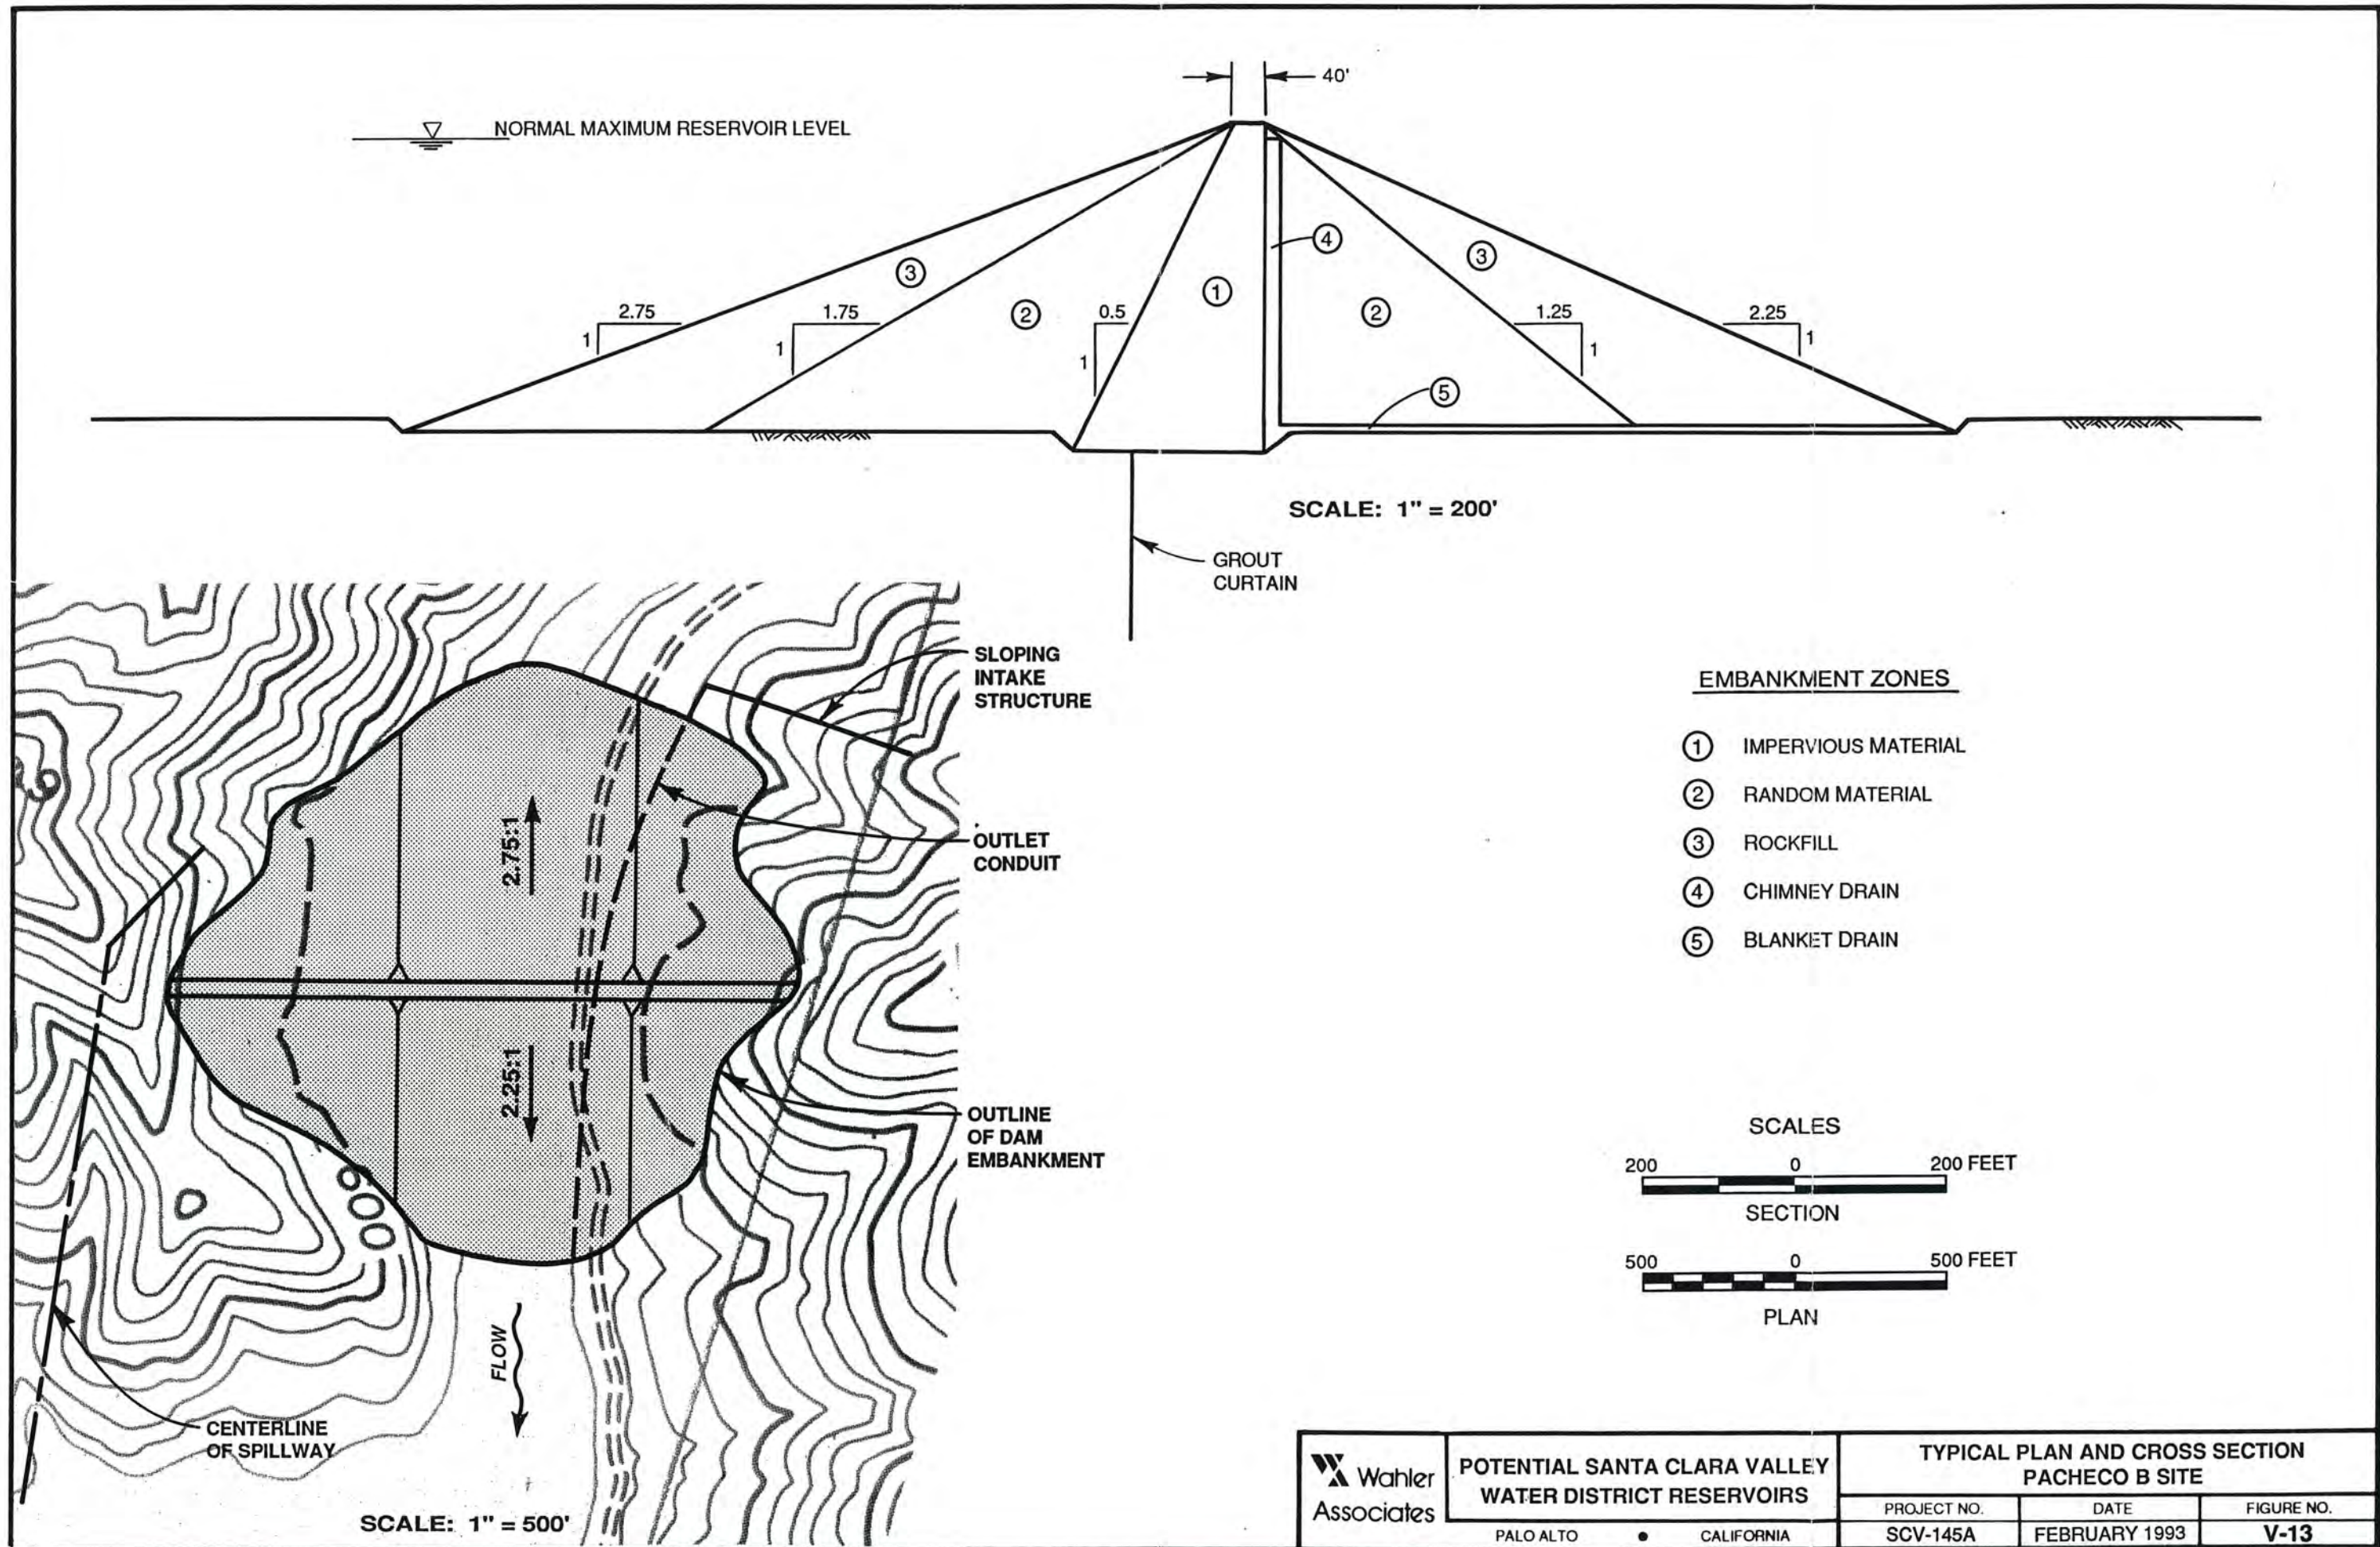 40'
NORMAL MAXIMUM RESERVOIR LEVEL
4
3
3
1
2.75
1.75
2
0.5
2
1.25
2.25
1
1
1
1
1
5
SCALE: 1" = 200'
GROUT
CURTAIN
SLOPING
INTAKE
STRUCTURE
2.75:1
OUTLET
CONDUIT
2.25:1
OUTLINE
OF DAM
EMBANKMENT
600
FLOW
CENTERLINE
OF SPILLWAY
SCALE: 1" = 500'
EMBANKMENT ZONES
1 IMPERVIOUS MATERIAL
2 RANDOM MATERIAL
3 ROCKFILL
4 CHIMNEY DRAIN
5 BLANKET DRAIN
SCALES
200 0 200 FEET
SECTION
500 0 500 FEET
PLAN
Wahler
Associates
POTENTIAL SANTA CLARA VALLEY
WATER DISTRICT RESERVOIRS
PALO ALTO ● CALIFORNIA
TYPICAL PLAN AND CROSS SECTION
PACHECO B SITE
PROJECT NO. DATE FIGURE NO.
SCV-145A FEBRUARY 1993 V-13